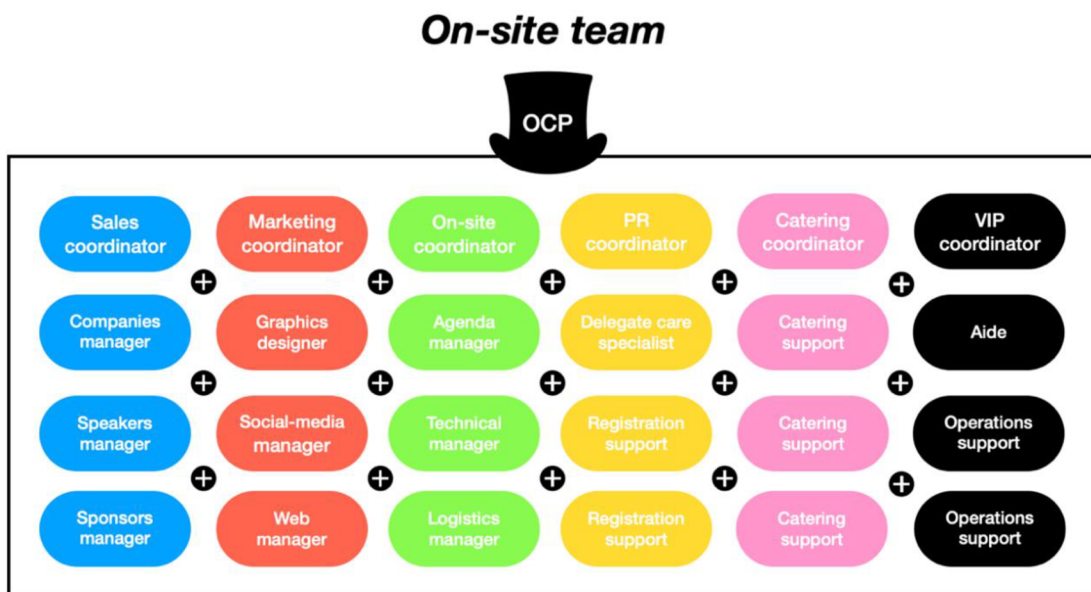 On-site team
OCP
Sales
coordinator
Marketing
coordinator
On-site
coordinator
PR
coordinator
Catering
coordinator
VIP
coordinator
Companies
manager
Graphics
designer
Agenda
manager
Delegate care
specialist
Catering
support
Aide
Speakers
manager
Social-media
manager
Technical
manager
Registration
support
Catering
support
Operations
support
Sponsors
manager
Web
manager
Logistics
manager
Registration
support
Catering
support
Operations
support